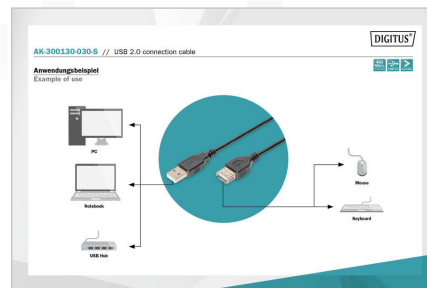 DIGITUS®
AK-300130-030-S // USB 2.0 connection cable
Anwendungsbeispiel
Example of use
PC
Notebook
USB Hub
Mouse
Keyboard